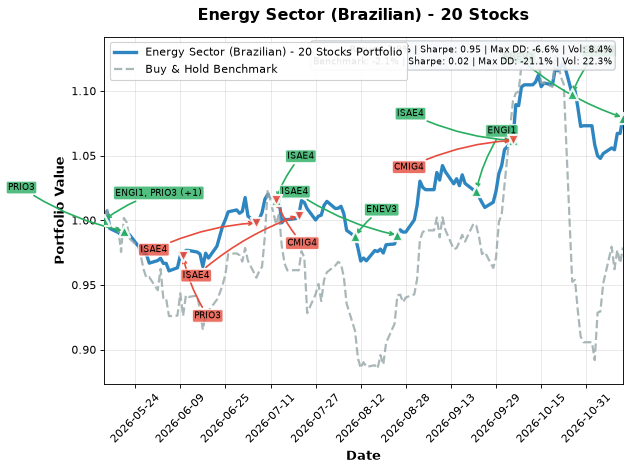 Energy Sector (Brazilian) - 20 Stocks
Energy Sector (Brazilian) - 20 Stocks Portfolio
Buy & Hold Benchmark
% | Sharpe: 0.95 | Max DD: -6.6% | Vol: 8.4%
Benchmark: -2.1% | Sharpe: 0.02 | Max DD: -21.1% | Vol: 22.3%
1.10
ISAE4
ENGI1
1.05
ISAE4
CMIG4
PRIO3
ENGI1, PRIO3 (+1)
ISAE4
ENEV3
1.00
ISAE4
CMIG4
ISAE4
0.95
PRIO3
0.90
Portfolio Value
2026-05-24
2026-06-09
2026-06-25
2026-07-11
2026-07-27
2026-08-12
2026-08-28
2026-09-13
2026-09-29
2026-10-15
2026-10-31
Date